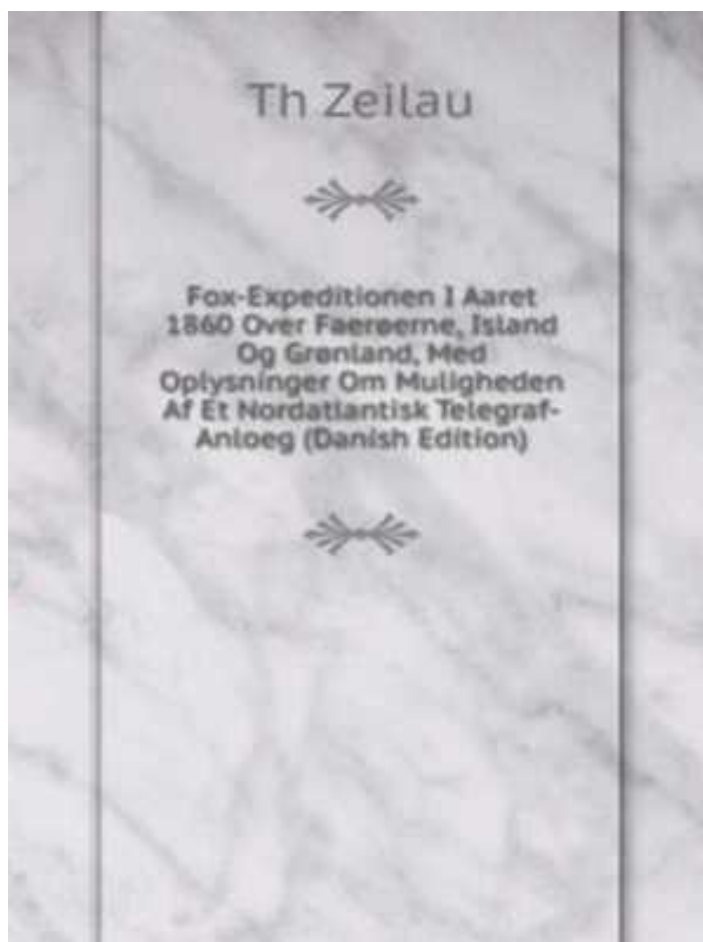 Th Zeilau
Fox-Expeditionen I Aaret
1860 Over Faerøerne, Island
Og Grønland, Med
Oplysninger Om Muligheden
Af Et Nordatlantisk Telegraf-
Anloeg (Danish Edition)